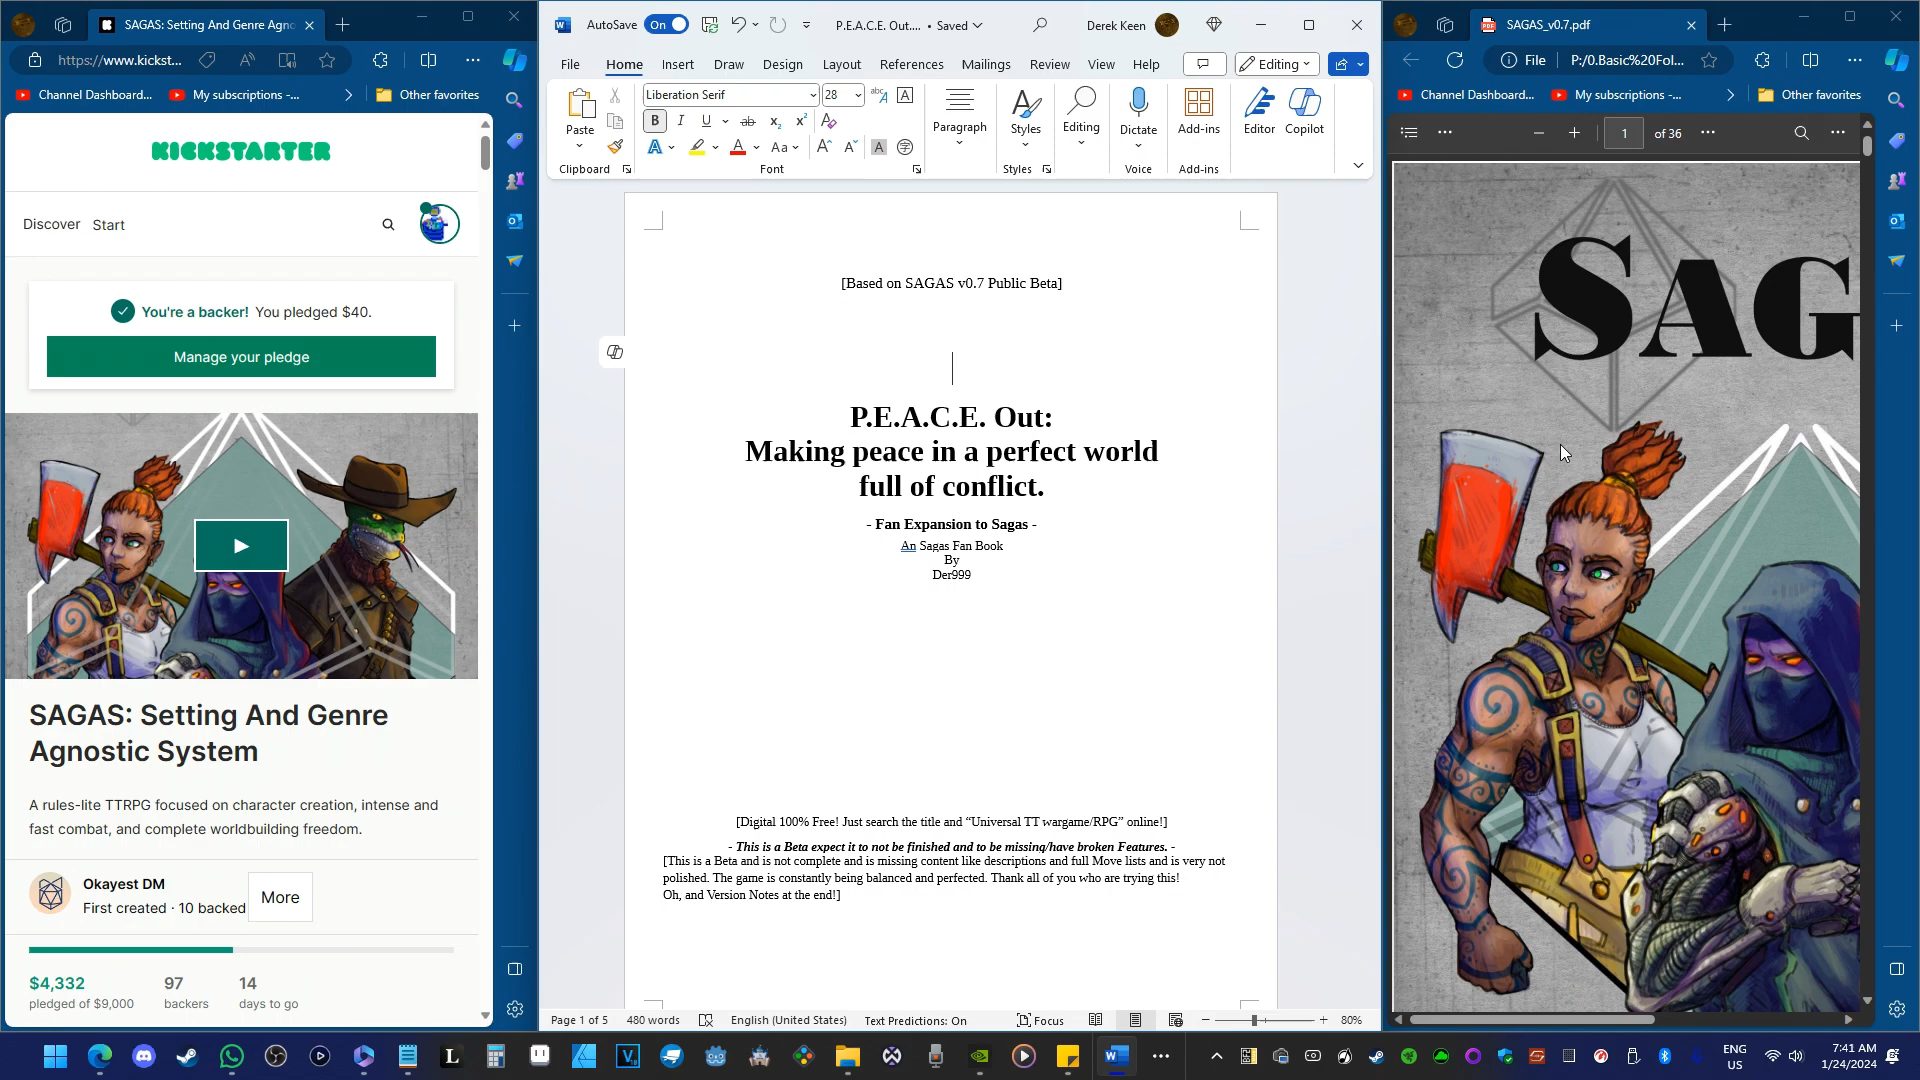 SAGAS: Setting And Genre Agno
https://www.kickst...
Channel Dashboard...
My subscriptions -...
Other favorites
KICKSTARTER
Discover
Start
You're a backer! You pledged $40.
Manage your pledge
SAGAS: Setting And Genre
Agnostic System
A rules-lite TTRPG focused on character creation, intense and
fast combat, and complete worldbuilding freedom.
Okayest DM
First created · 10 backed
More
$4,332
pledged of $9,000
97
backers
14
days to go
AutoSave
On
P.E.A.C.E. Out.... • Saved
Derek Keen
File
Home
Insert
Draw
Design
Layout
References
Mailings
Review
View
Help
Editing
Liberation Serif
28
Paste
Clipboard
Font
Paragraph
Styles
Styles
Editing
Dictate
Voice
Add-ins
Add-ins
Editor
Copilot
[Based on SAGAS v0.7 Public Beta]
P.E.A.C.E. Out:
Making peace in a perfect world
full of conflict.
- Fan Expansion to Sagas -
An Sagas Fan Book
By
Der999
[Digital 100% Free! Just search the title and “Universal TT wargame/RPG” online!]
- This is a Beta expect it to not be finished and to be missing/have broken Features. -
[This is a Beta and is not complete and is missing content like descriptions and full Move lists and is very not
polished. The game is constantly being balanced and perfected. Thank all of you who are trying this!
Oh, and Version Notes at the end!]
Page 1 of 5
480 words
English (United States)
Text Predictions: On
Focus
80%
SAGAS_v0.7.pdf
File
P:/0.Basic%20Fol...
Channel Dashboard...
My subscriptions -...
Other favorites
1
of 36
SAG
ENG
US
7:41 AM
1/24/2024